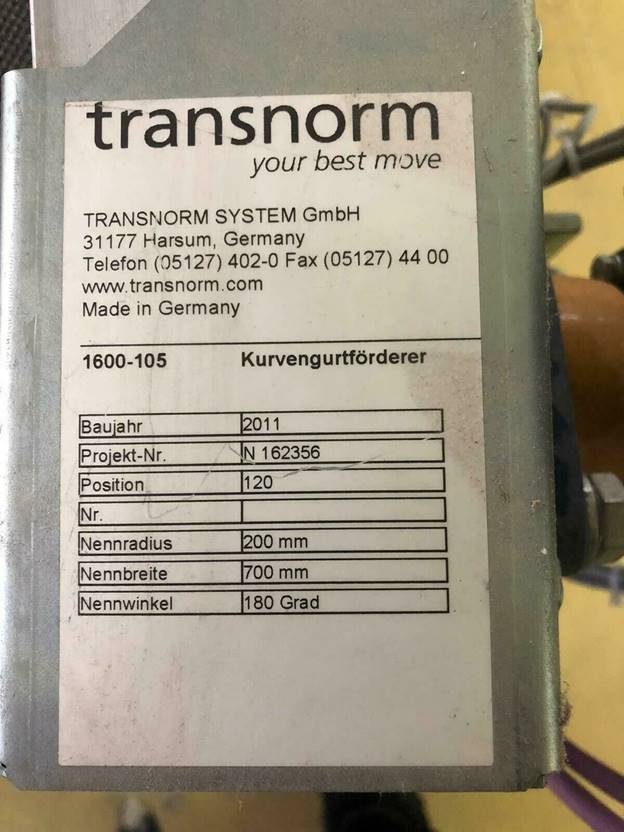 transnorm
your best move
TRANSNORM SYSTEM GmbH
31177 Harsum, Germany
Telefon (05127) 402-0 Fax (05127) 44 00
www.transnorm.com
Made in Germany
1600-105 Kurvengurtförderer
Baujahr 2011
Projekt-Nr. N 162356
Position 120
Nr.
Nennradius 200 mm
Nennbreite 700 mm
Nennwinkel 180 Grad